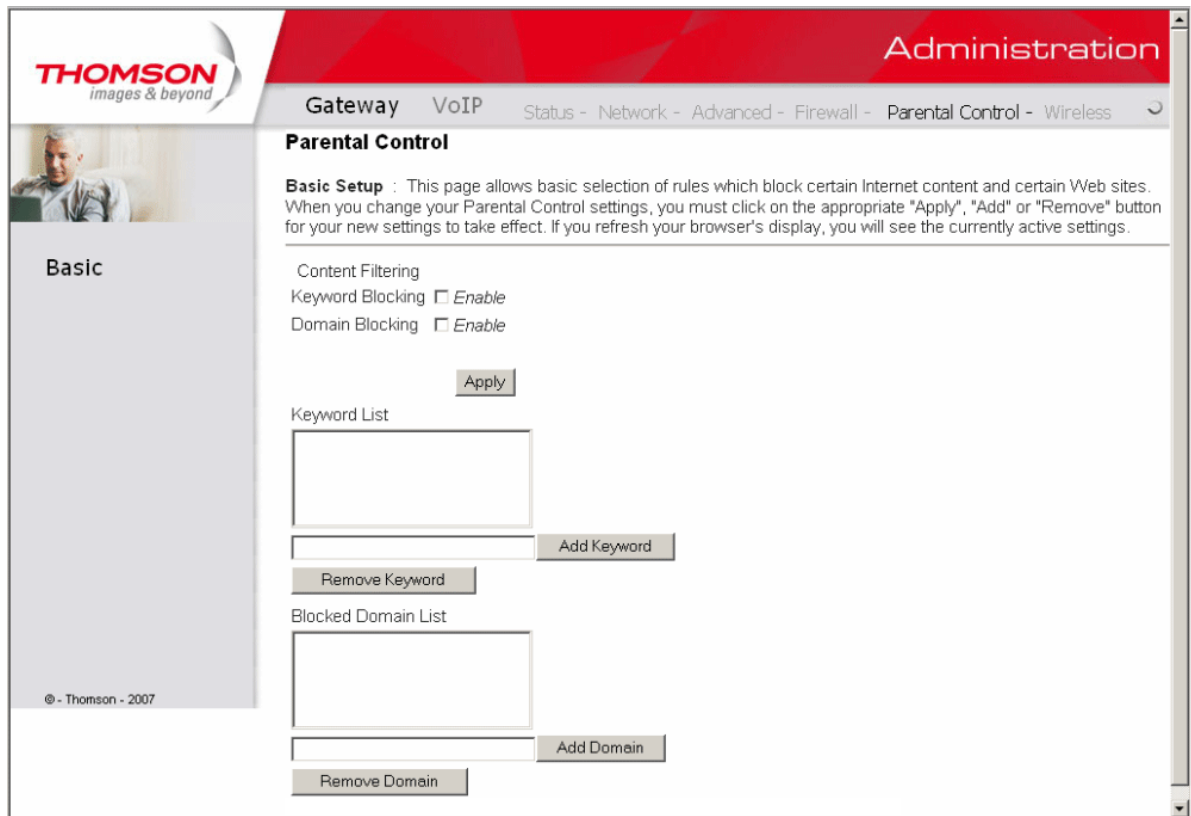 Administration
THOMSON
images & beyond
Gateway VoIP Status - Network - Advanced - Firewall - Parental Control - Wireless
Parental Control
Basic Setup : This page allows basic selection of rules which block certain Internet content and certain Web sites.
When you change your Parental Control settings, you must click on the appropriate "Apply", "Add" or "Remove" button
for your new settings to take effect. If you refresh your browser's display, you will see the currently active settings.
Basic
Content Filtering
Keyword Blocking Enable
Domain Blocking Enable
Apply
Keyword List
Add Keyword
Remove Keyword
Blocked Domain List
Add Domain
Remove Domain
© - Thomson - 2007